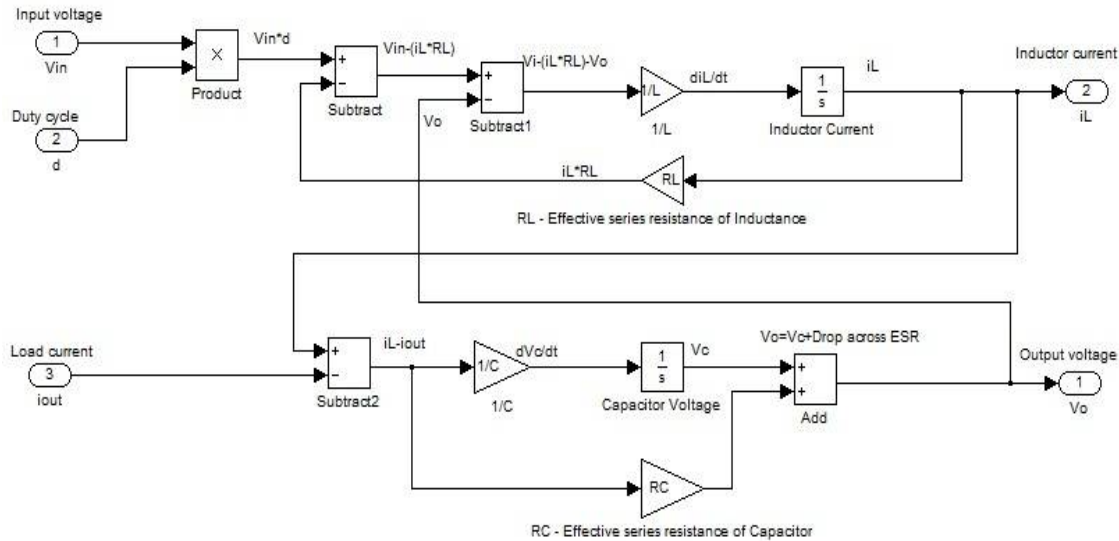 Input voltage
1
Vin
Duty cycle
2
d
×
Product
Vin*d
+
−
Subtract
Vin-(iL*RL)
Vo
+
−
Subtract1
Vi-(iL*RL)-Vo
1/L
1/L
diL/dt
1
s
Inductor Current
iL
Inductor current
2
iL
iL*RL
RL
RL - Effective series resistance of Inductance
Load current
3
iout
+
−
Subtract2
iL-iout
1/C
1/C
dVc/dt
1
s
Capacitor Voltage
Vc
Vo=Vc+Drop across ESR
+
+
Add
Output voltage
1
Vo
RC
RC - Effective series resistance of Capacitor